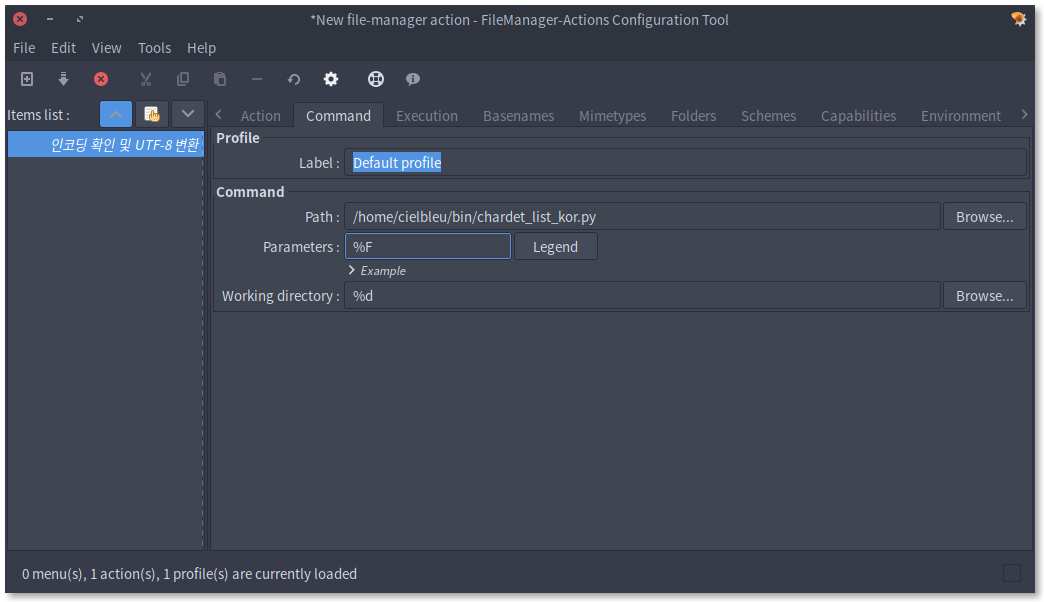 *New file-manager action - FileManager-Actions Configuration Tool
File Edit View Tools Help
Items list :
Action Command Execution Basenames Mimetypes Folders Schemes Capabilities Environment
인코딩 확인 및 UTF-8 변환
Profile
Label : Default profile
Command
Path : /home/cielbleu/bin/chardet_list_kor.py Browse...
Parameters : %F Legend
Example
Working directory : %d Browse...
0 menu(s), 1 action(s), 1 profile(s) are currently loaded